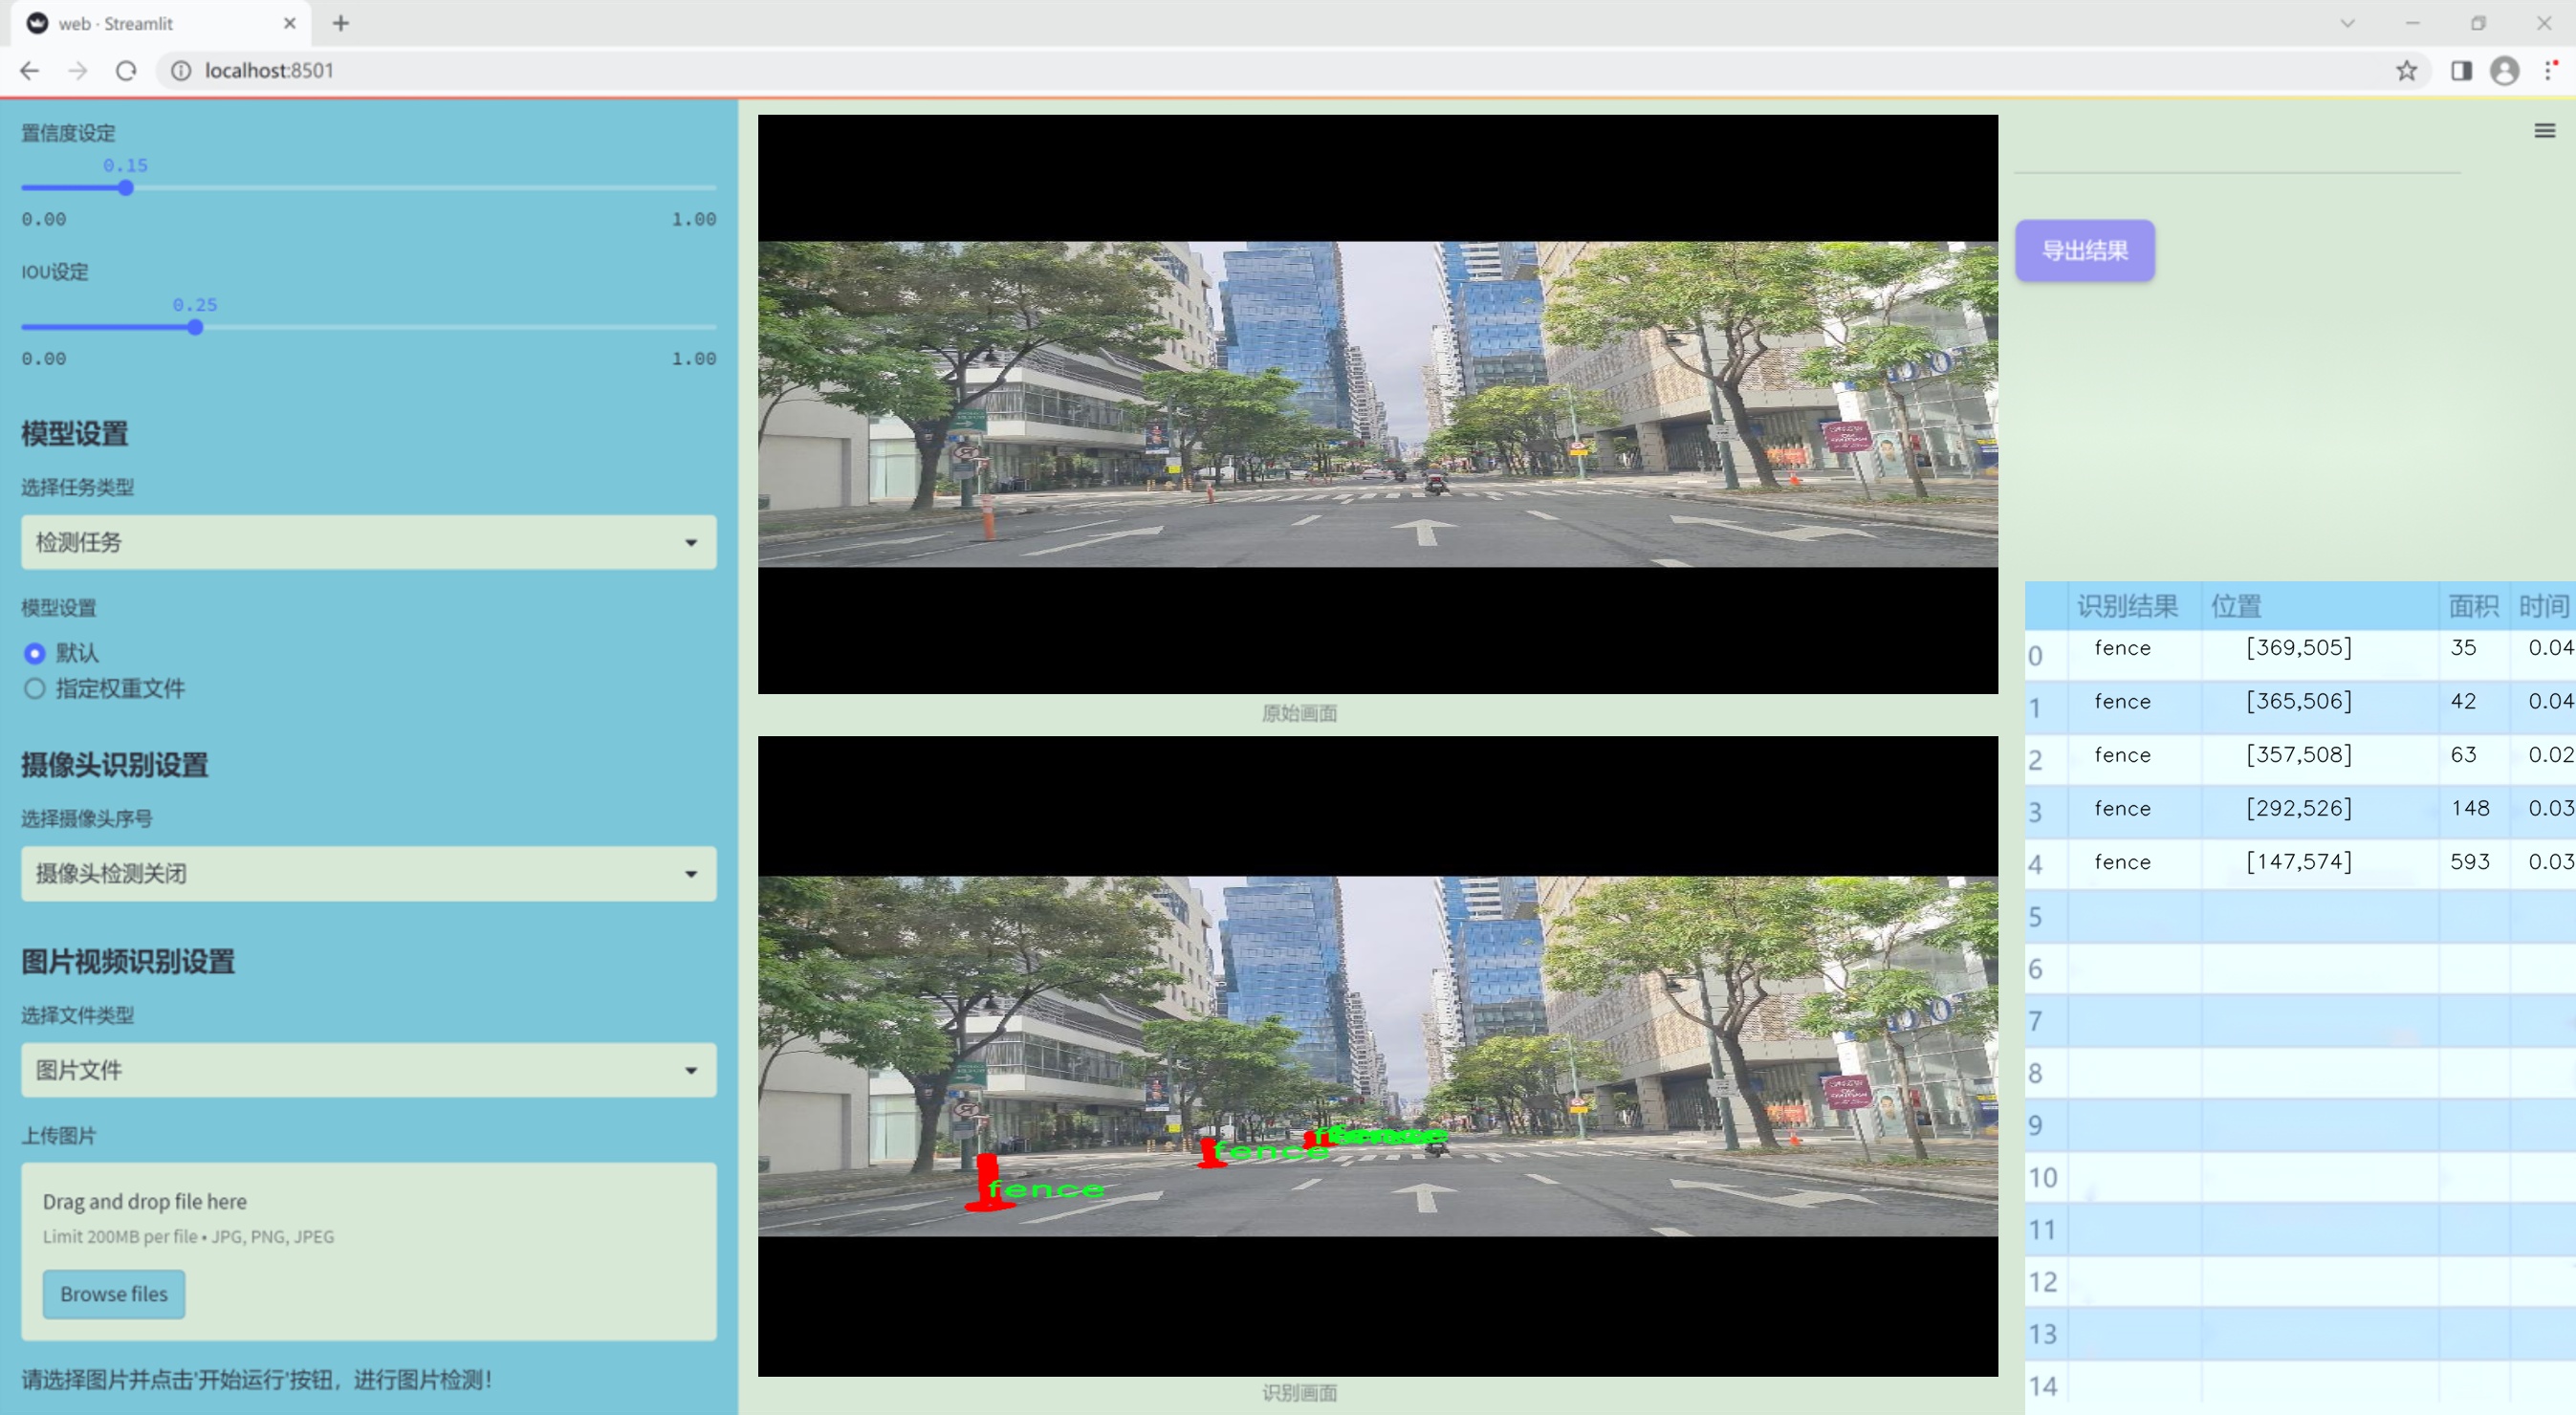 web · Streamlit
localhost:8501
置信度设定
0.15
0.00 1.00
IOU设定
0.25
0.00 1.00
模型设置
选择任务类型
检测任务
模型设置
默认
指定权重文件
摄像头识别设置
选择摄像头序号
摄像头检测关闭
图片视频识别设置
选择文件类型
图片文件
上传图片
Drag and drop file here
Limit 200MB per file • JPG, PNG, JPEG
Browse files
请选择图片并点击'开始运行'按钮，进行图片检测！
原始画面
fence
fence
识别画面
导出结果
识别结果 位置 面积 时间
0 fence [369,505] 35 0.04
1 fence [365,506] 42 0.04
2 fence [357,508] 63 0.02
3 fence [292,526] 148 0.03
4 fence [147,574] 593 0.03
5
6
7
8
9
10
11
12
13
14